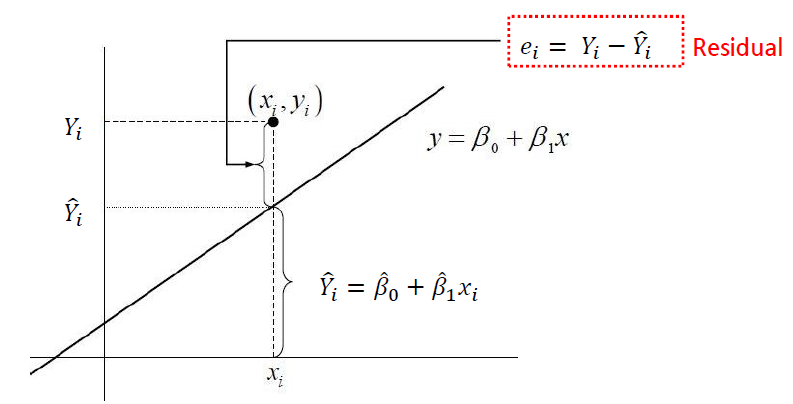 eᵢ = Yᵢ − Ŷᵢ Residual
(xᵢ, yᵢ)
Yᵢ
y = β₀ + β₁x
Ŷᵢ
Ŷᵢ = β̂₀ + β̂₁xᵢ
xᵢ